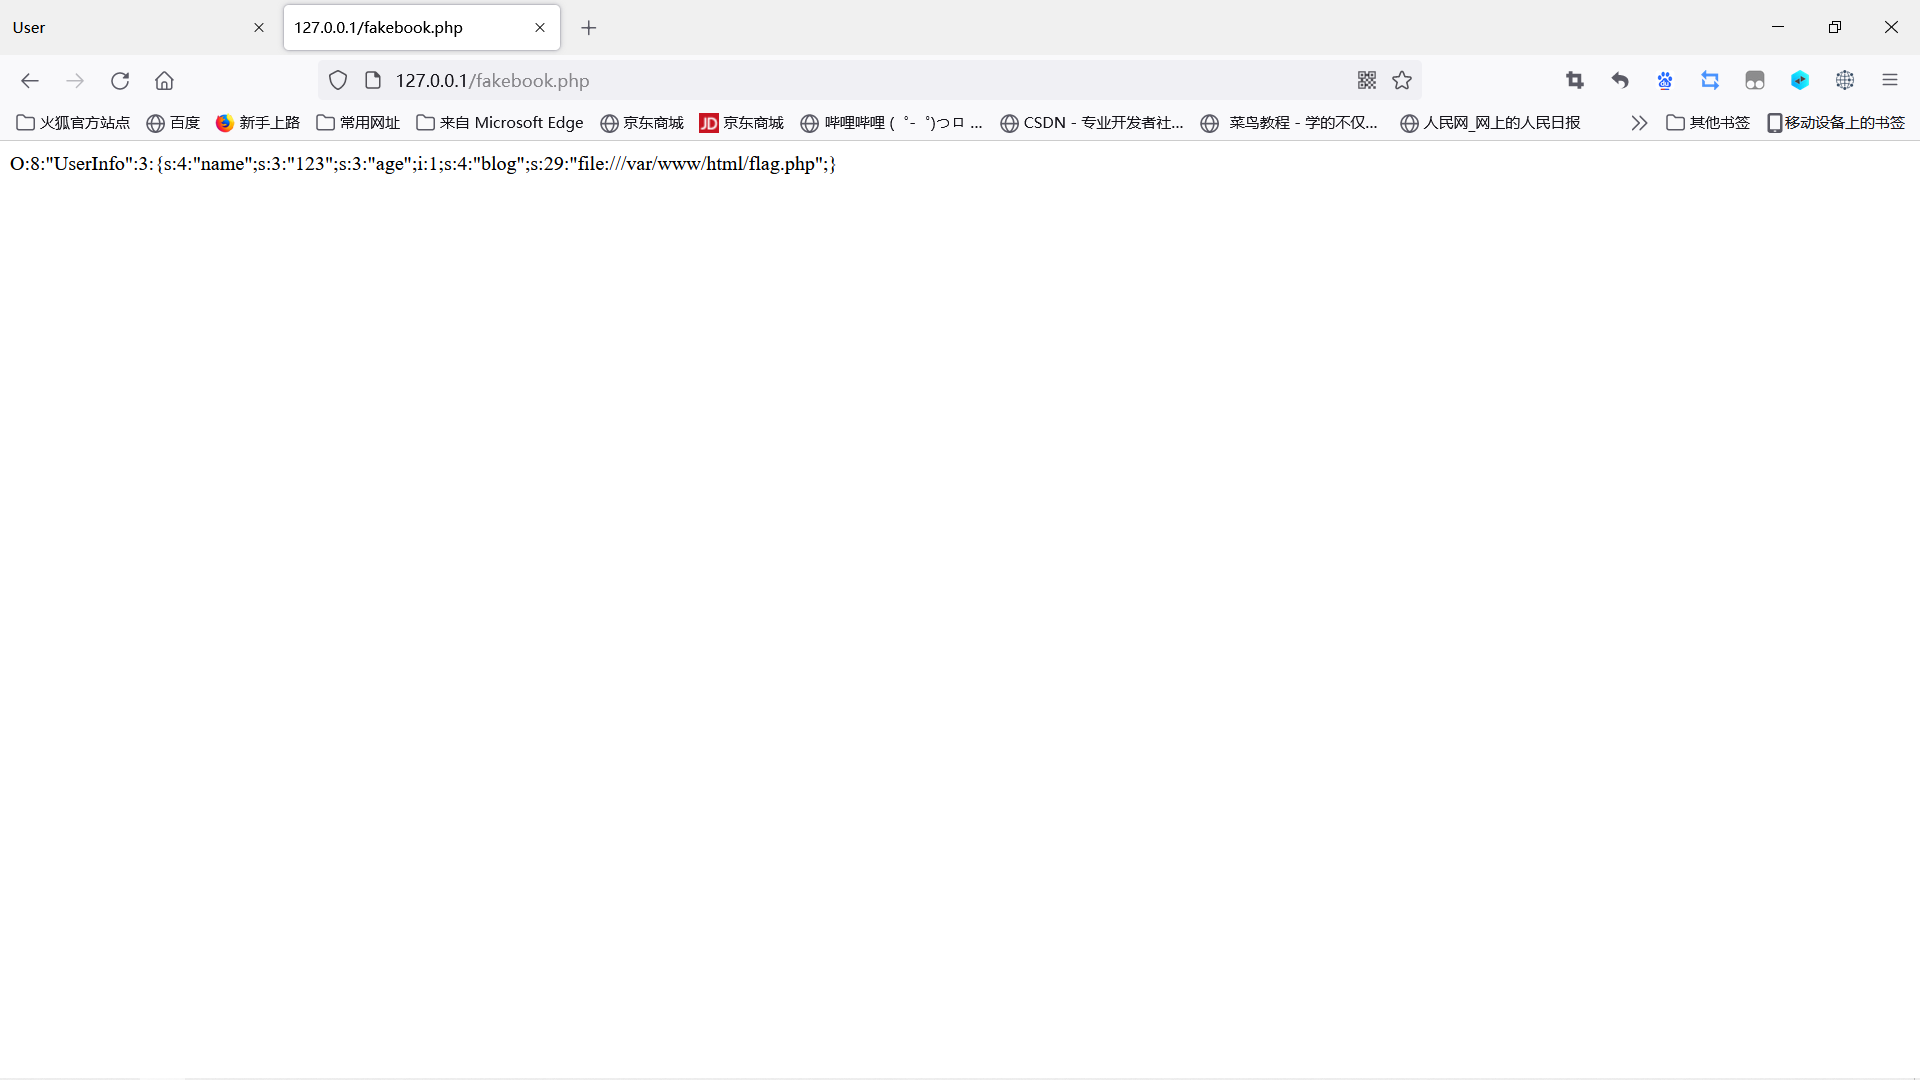 User
127.0.0.1/fakebook.php
127.0.0.1/fakebook.php
火狐官方站点 百度 新手上路 常用网址 来自 Microsoft Edge 京东商城 JD 京东商城 哔哩哔哩 ( ゜- ゜)つロ ... CSDN - 专业开发者社... 菜鸟教程 - 学的不仅... 人民网_网上的人民日报 其他书签 移动设备上的书签
O:8:"UserInfo":3:{s:4:"name";s:3:"123";s:3:"age";i:1;s:4:"blog";s:29:"file:///var/www/html/flag.php";}